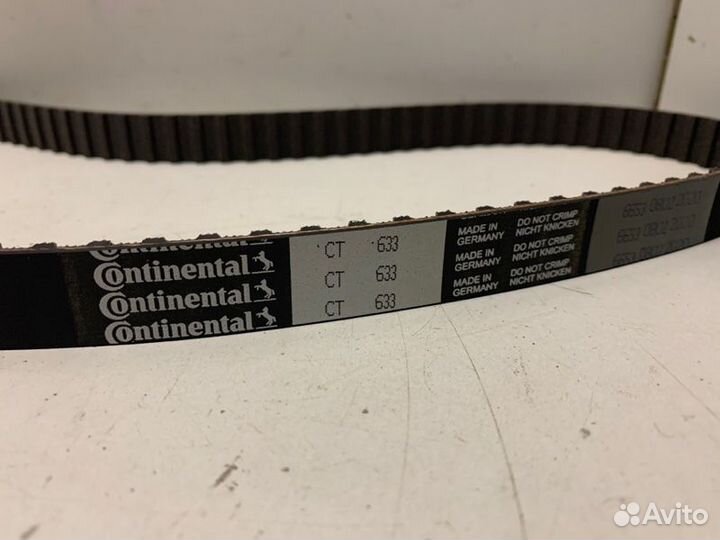 Continental
Continental
Continental
CT 633
CT 633
CT 633
MADE IN GERMANY
MADE IN GERMANY
MADE IN GERMANY
DO NOT CRIMP
NICHT KNICKEN
DO NOT CRIMP
NICHT KNICKEN
DO NOT CRIMP
NICHT KNICKEN
Avito